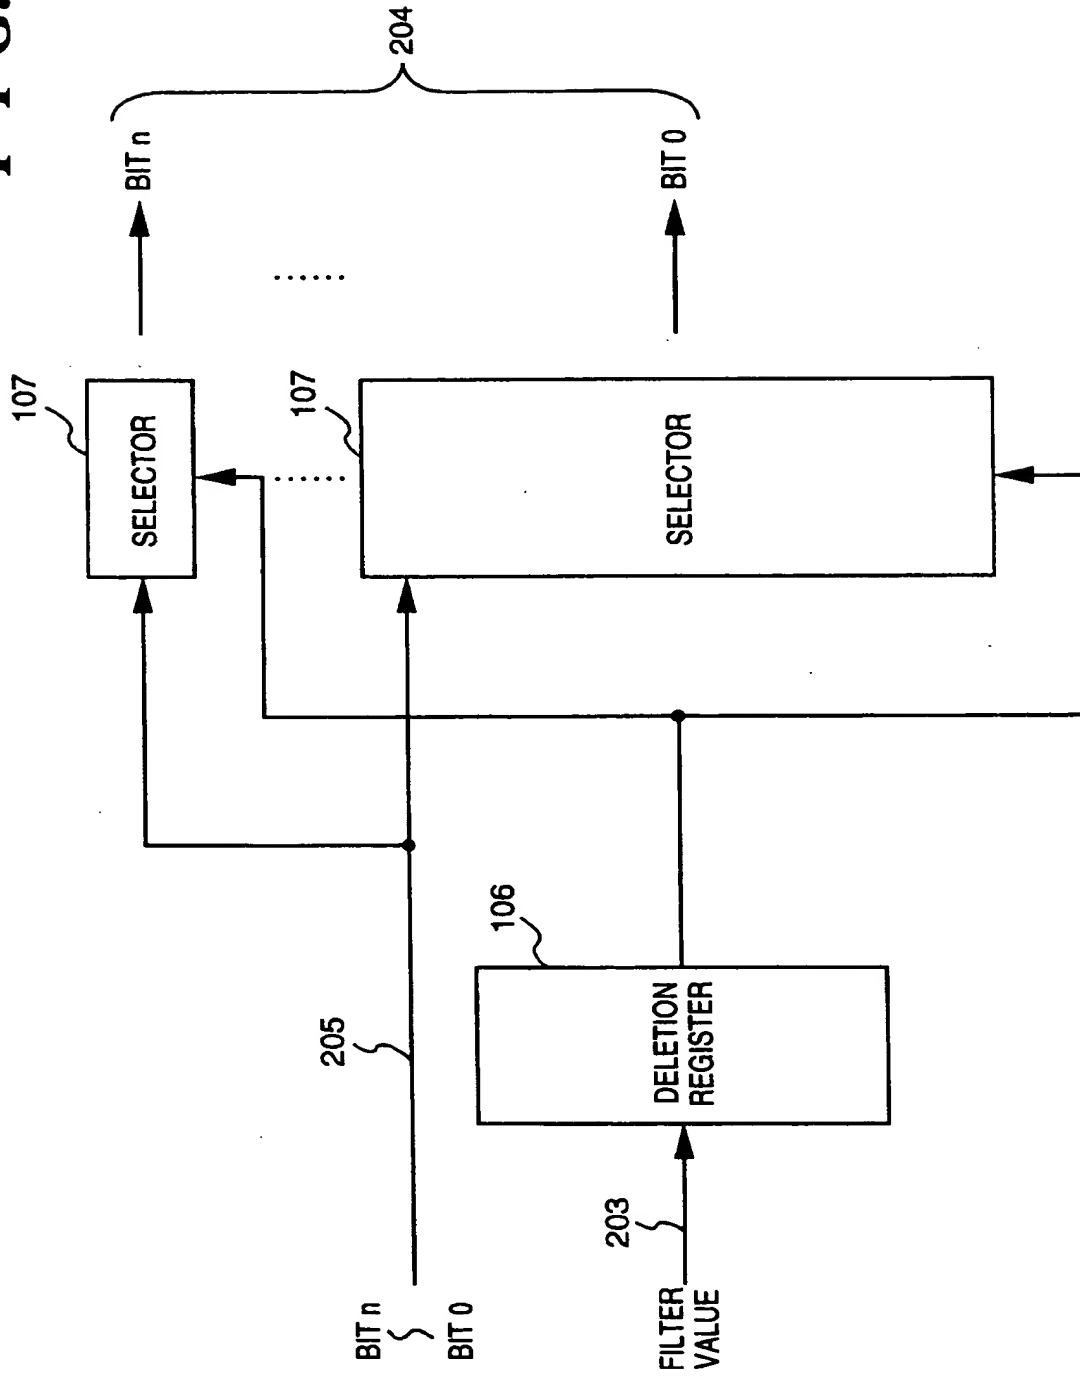 107
SELECTOR
BIT n
107
205
BIT n
BIT 0
204
106
203
FILTER
VALUE
DELETION
REGISTER
SELECTOR
BIT 0